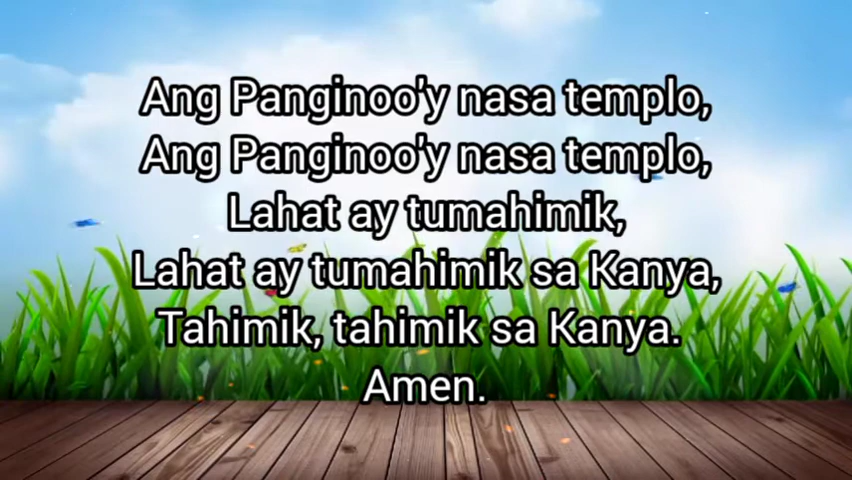 Ang Panginoo'y nasa templo,
Ang Panginoo'y nasa templo,
Lahat ay tumahimik,
Lahat ay tumahimik sa Kanya,
Tahimik, tahimik sa Kanya.
Amen.